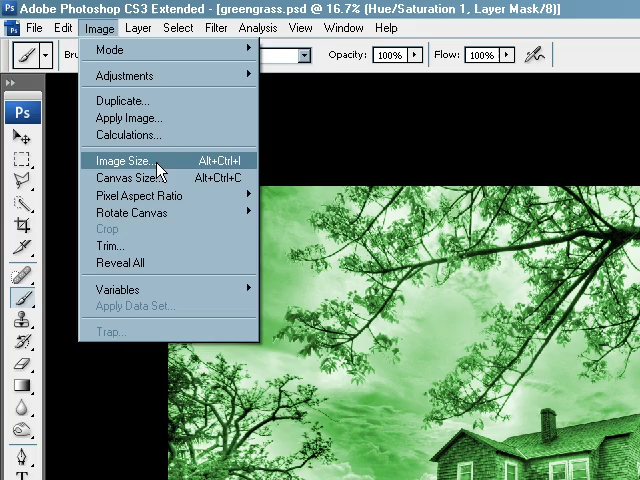 Ps Adobe Photoshop CS3 Extended - [greengrass.psd @ 16.7% (Hue/Saturation 1, Layer Mask/8)]
Ps File Edit Image Layer Select Filter Analysis View Window Help
Opacity: 100% Flow: 100%
Mode
Adjustments
Duplicate...
Apply Image...
Calculations...
Image Size... Alt+Ctrl+I
Canvas Size... Alt+Ctrl+C
Pixel Aspect Ratio
Rotate Canvas
Crop
Trim...
Reveal All
Variables
Apply Data Set...
Trap...
Ps
T